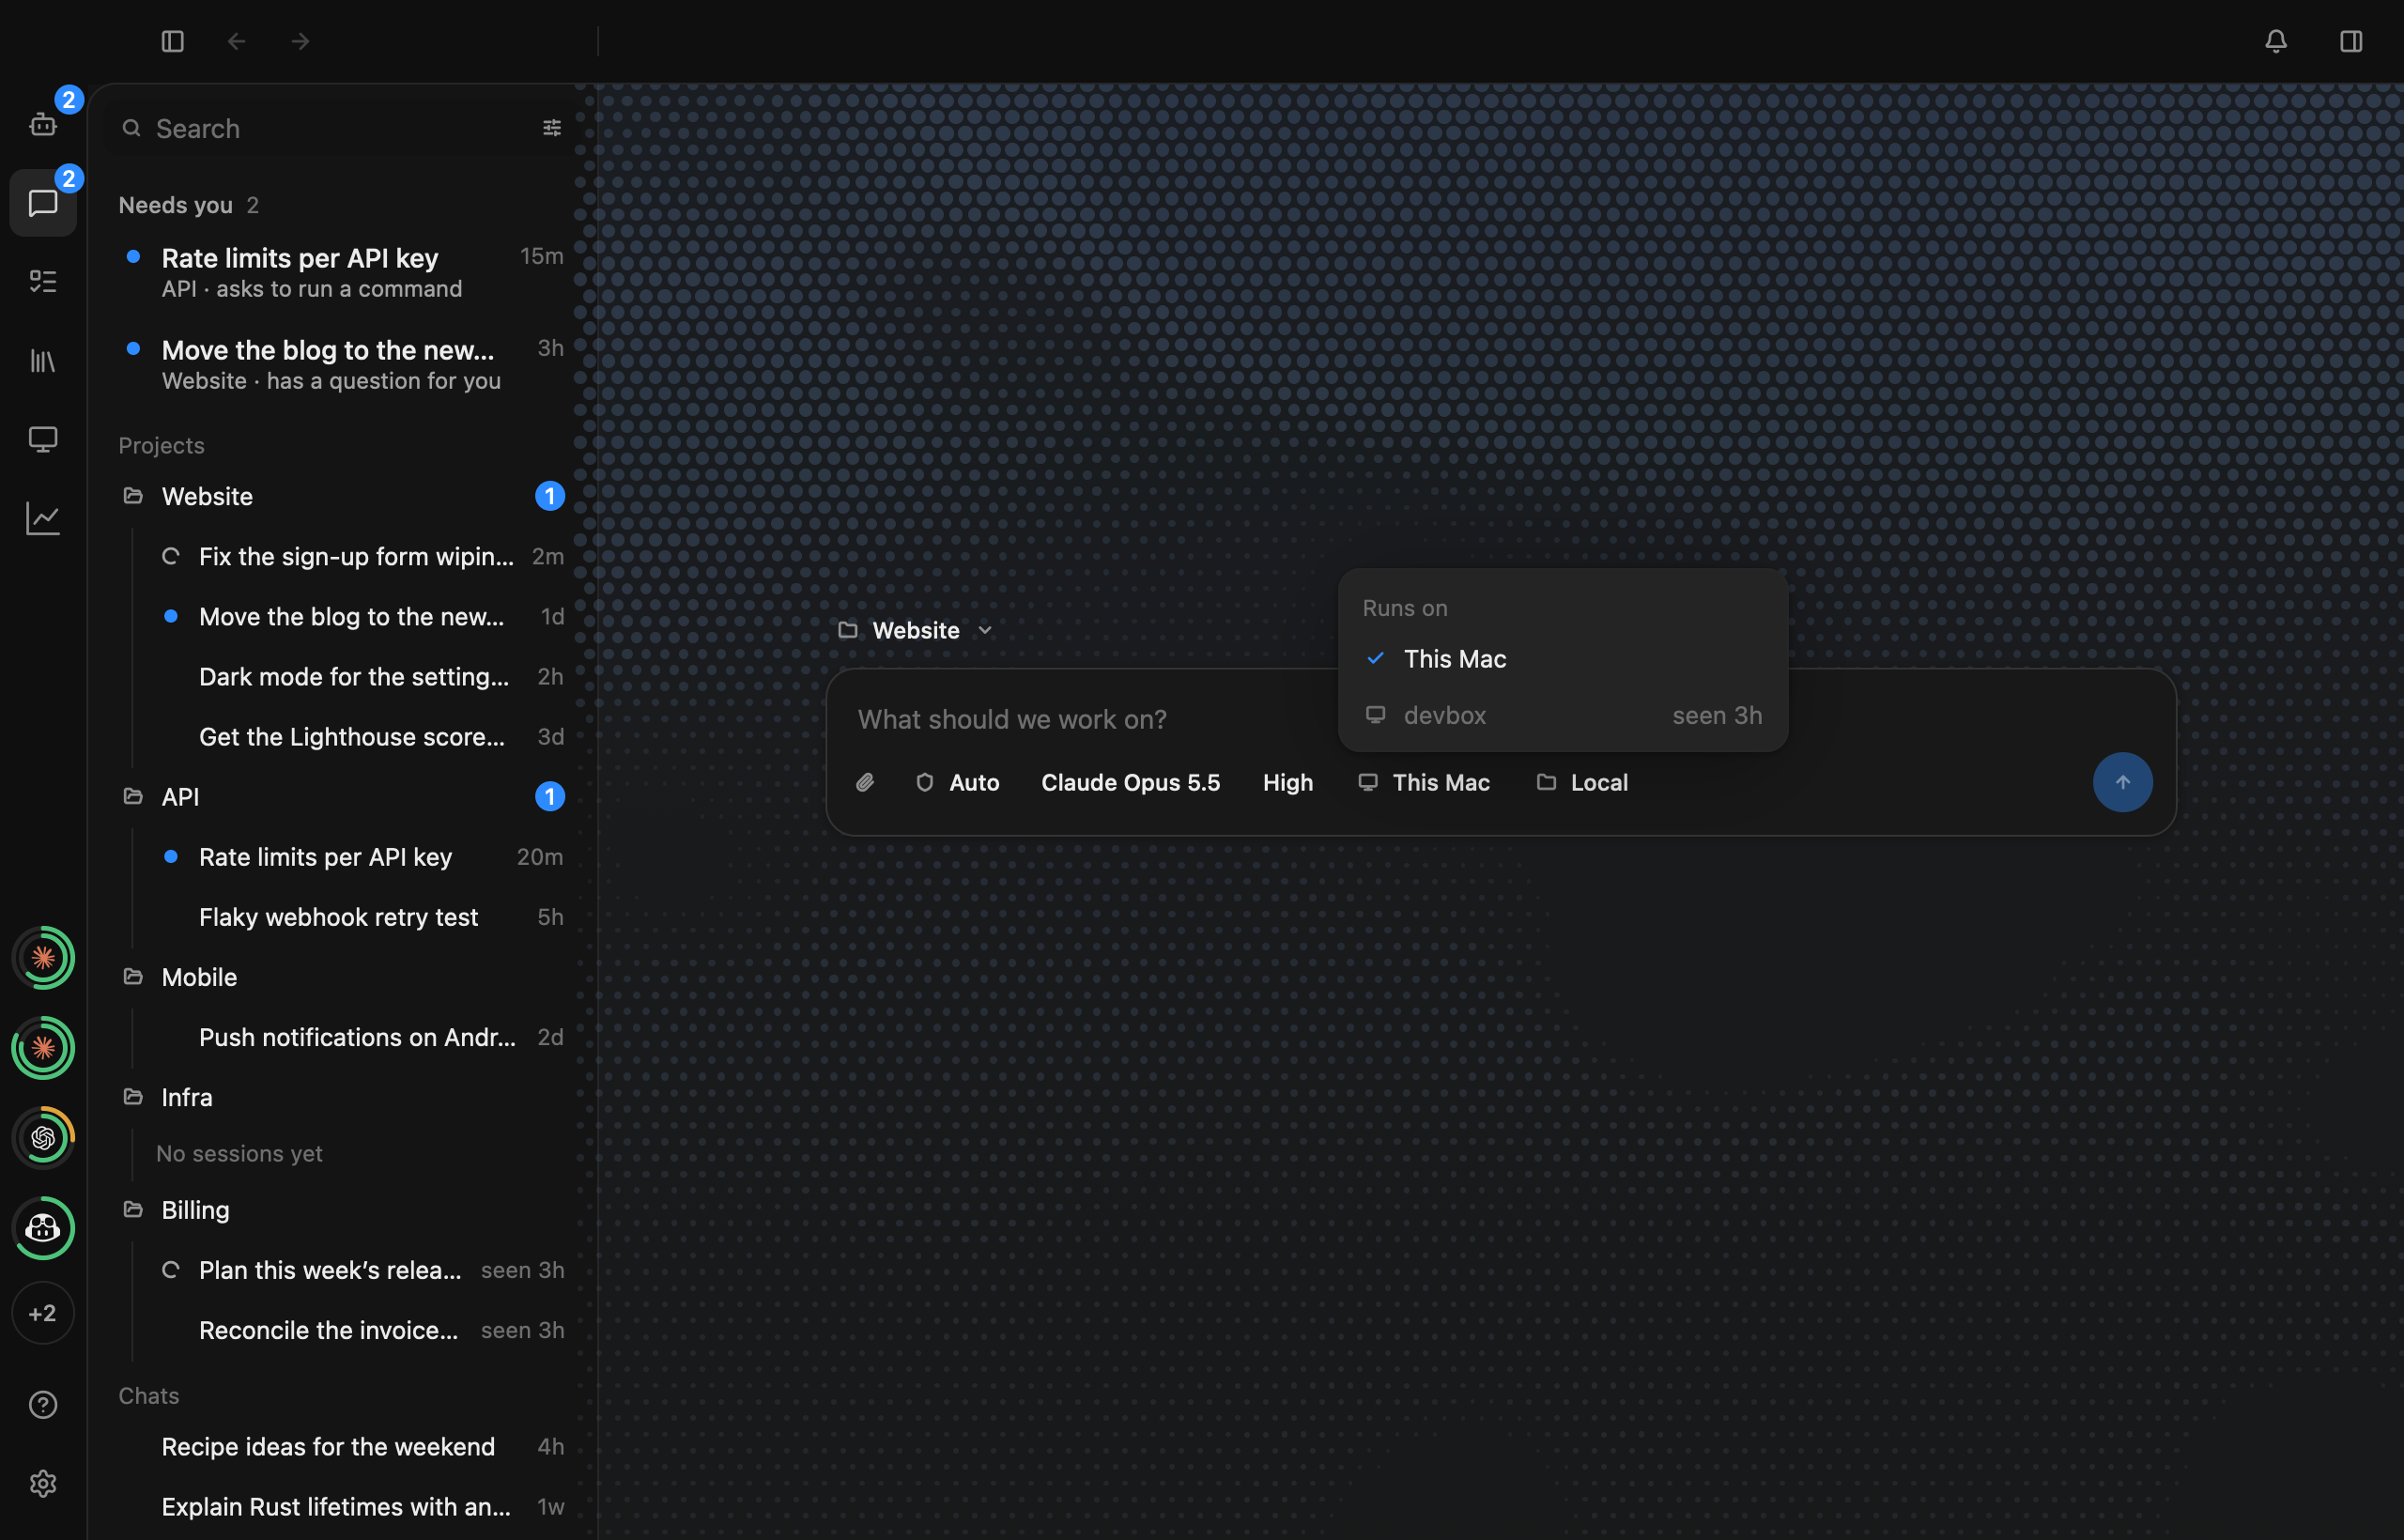 2
2
Search
Needs you 2
Rate limits per API key 15m
API · asks to run a command
Move the blog to the new... 3h
Website · has a question for you
Projects
Website 1
Fix the sign-up form wipin... 2m
Move the blog to the new... 1d
Dark mode for the setting... 2h
Get the Lighthouse score... 3d
API 1
Rate limits per API key 20m
Flaky webhook retry test 5h
Mobile
Push notifications on Andr... 2d
Infra
No sessions yet
Billing
Plan this week’s relea... seen 3h
Reconcile the invoice... seen 3h
Chats
Recipe ideas for the weekend 4h
Explain Rust lifetimes with an... 1w
+2
Website
Runs on
This Mac
devbox seen 3h
What should we work on?
Auto Claude Opus 5.5 High This Mac Local